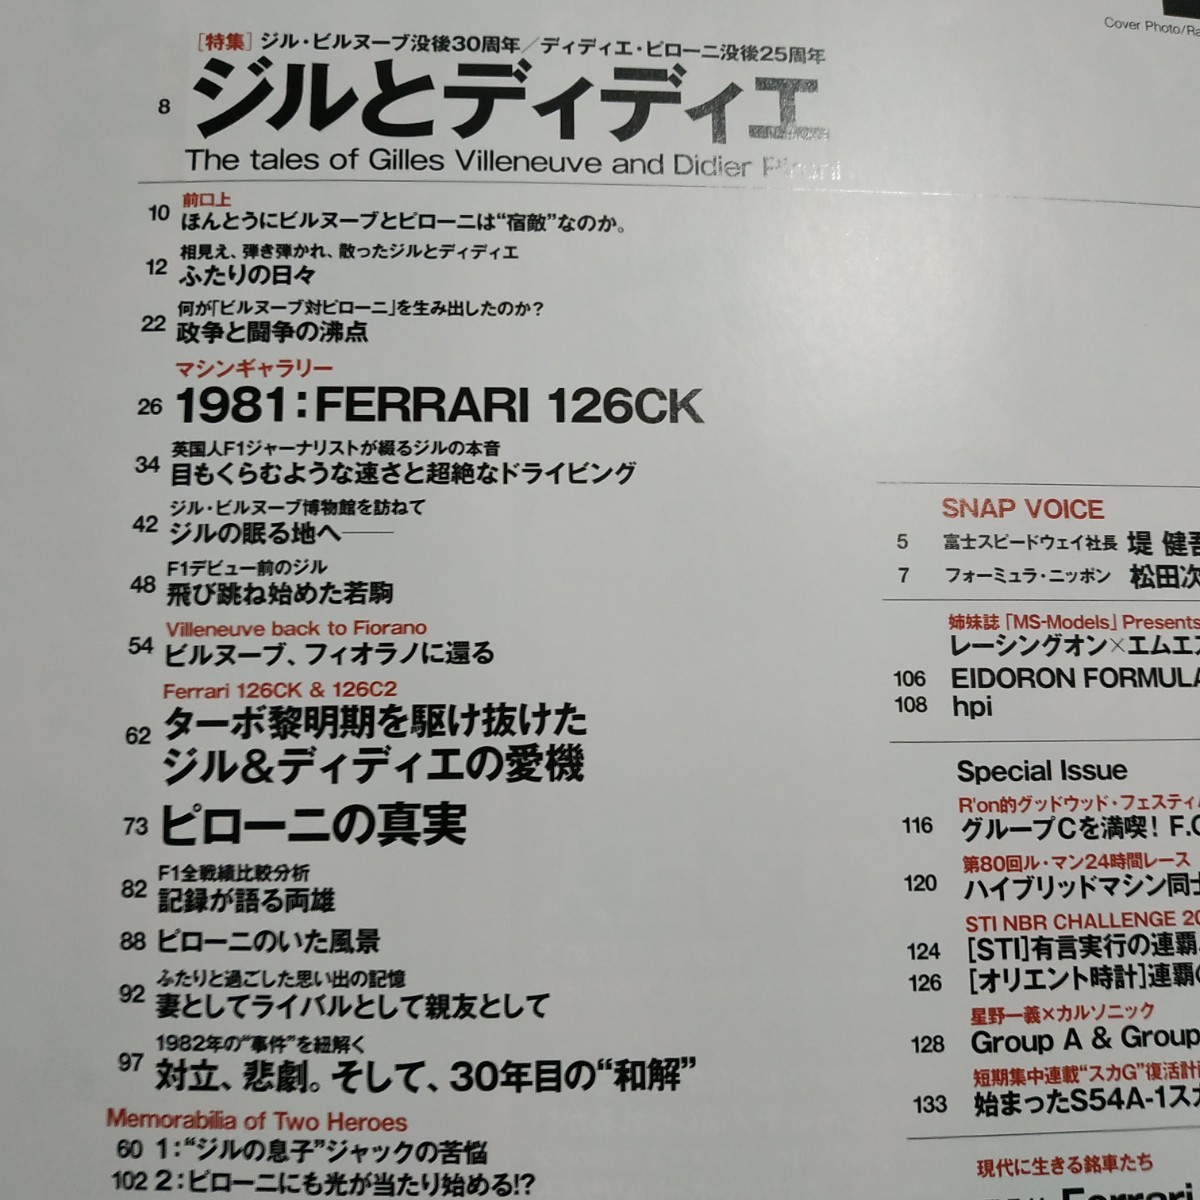 Cover Photo/Ra
[特集] ジル・ビルヌーブ没後30周年／ディディエ・ピローニ没後25周年
8 ジルとディディエ
The tales of Gilles Villeneuve and Didier Pironi
前口上
10 ほんとうにビルヌーブとピローニは“宿敵”なのか。
相見え、弾き弾かれ、散ったジルとディディエ
12 ふたりの日々
何が「ビルヌーブ対ピローニ」を生み出したのか?
22 政争と闘争の沸点
マシンギャラリー
26 1981:FERRARI 126CK
英国人F1ジャーナリストが綴るジルの本音
34 目もくらむような速さと超絶なドライビング
ジル・ビルヌーブ博物館を訪ねて
42 ジルの眠る地へ——
F1デビュー前のジル
48 飛び跳ね始めた若駒
Villeneuve back to Fiorano
54 ビルヌーブ、フィオラノに還る
Ferrari 126CK & 126C2
62 ターボ黎明期を駆け抜けた
ジル&ディディエの愛機
73 ピローニの真実
F1全戦績比較分析
82 記録が語る両雄
88 ピローニのいた風景
ふたりと過ごした思い出の記憶
92 妻としてライバルとして親友として
1982年の“事件”を紐解く
97 対立、悲劇。そして、30年目の“和解”
Memorabilia of Two Heroes
60 1:“ジルの息子”ジャックの苦悩
102 2:ピローニにも光が当たり始める!?
SNAP VOICE
5 富士スピードウェイ社長 堤 健吾
7 フォーミュラ・ニッポン 松田次
姉妹誌「MS-Models」Presents
レーシングオン×エムエス
106 EIDORON FORMULA
108 hpi
Special Issue
R'on的グッドウッド・フェスティバ
116 グループCを満喫! F.O
第80回ル・マン24時間レース
120 ハイブリッドマシン同士
STI NBR CHALLENGE 20
124 [STI]有言実行の連覇
126 [オリエント時計]連覇の
星野一義×カルソニック
128 Group A & Group
短期集中連載“スカG”復活計画
133 始まったS54A-1スカ
現代に生きる銘車たち
Ferrari